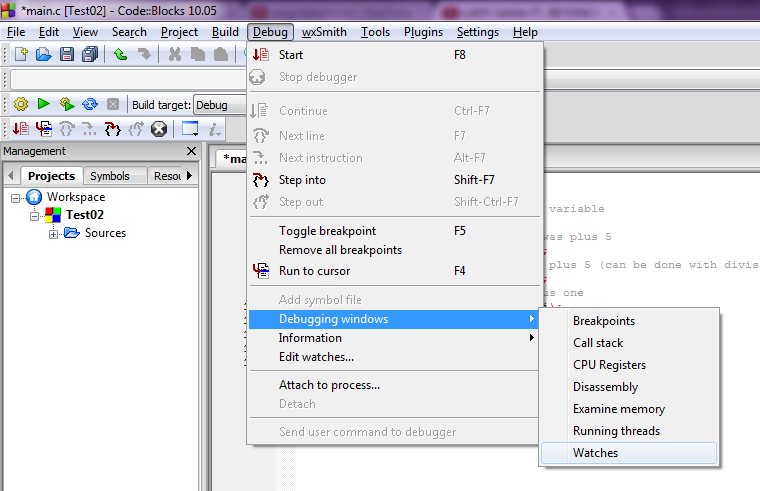 *main.c [Test02] - Code::Blocks 10.05
File Edit View Search Project Build Debug wxSmith Tools Plugins Settings Help
Build target: Debug
Management
Projects Symbols Resou
Workspace
Test02
Sources
*ma
Start F8
Stop debugger
Continue Ctrl-F7
Next line F7
Next instruction Alt-F7
Step into Shift-F7
Step out Shift-Ctrl-F7
Toggle breakpoint F5
Remove all breakpoints
Run to cursor F4
Add symbol file
Debugging windows
Information
Edit watches...
Attach to process...
Detach
Send user command to debugger
variable
was plus 5
plus 5 (can be done with divis
is one
Breakpoints
Call stack
CPU Registers
Disassembly
Examine memory
Running threads
Watches